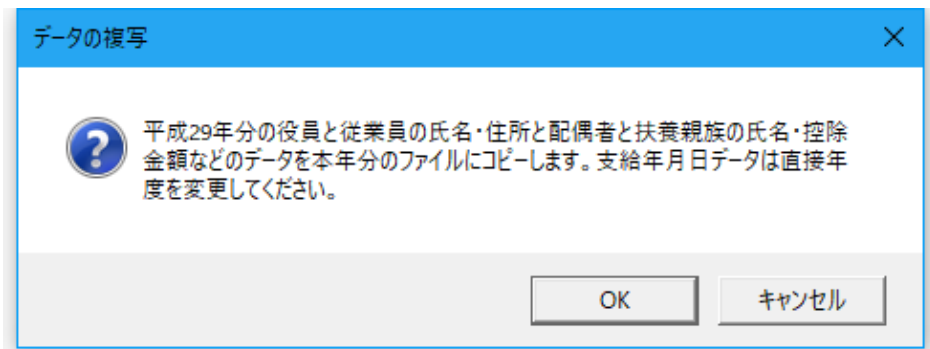 データの複写
平成29年分の役員と従業員の氏名・住所と配偶者と扶養親族の氏名・控除
金額などのデータを本年分のファイルにコピーします。支給年月日データは直接年
度を変更してください。
OK
キャンセル